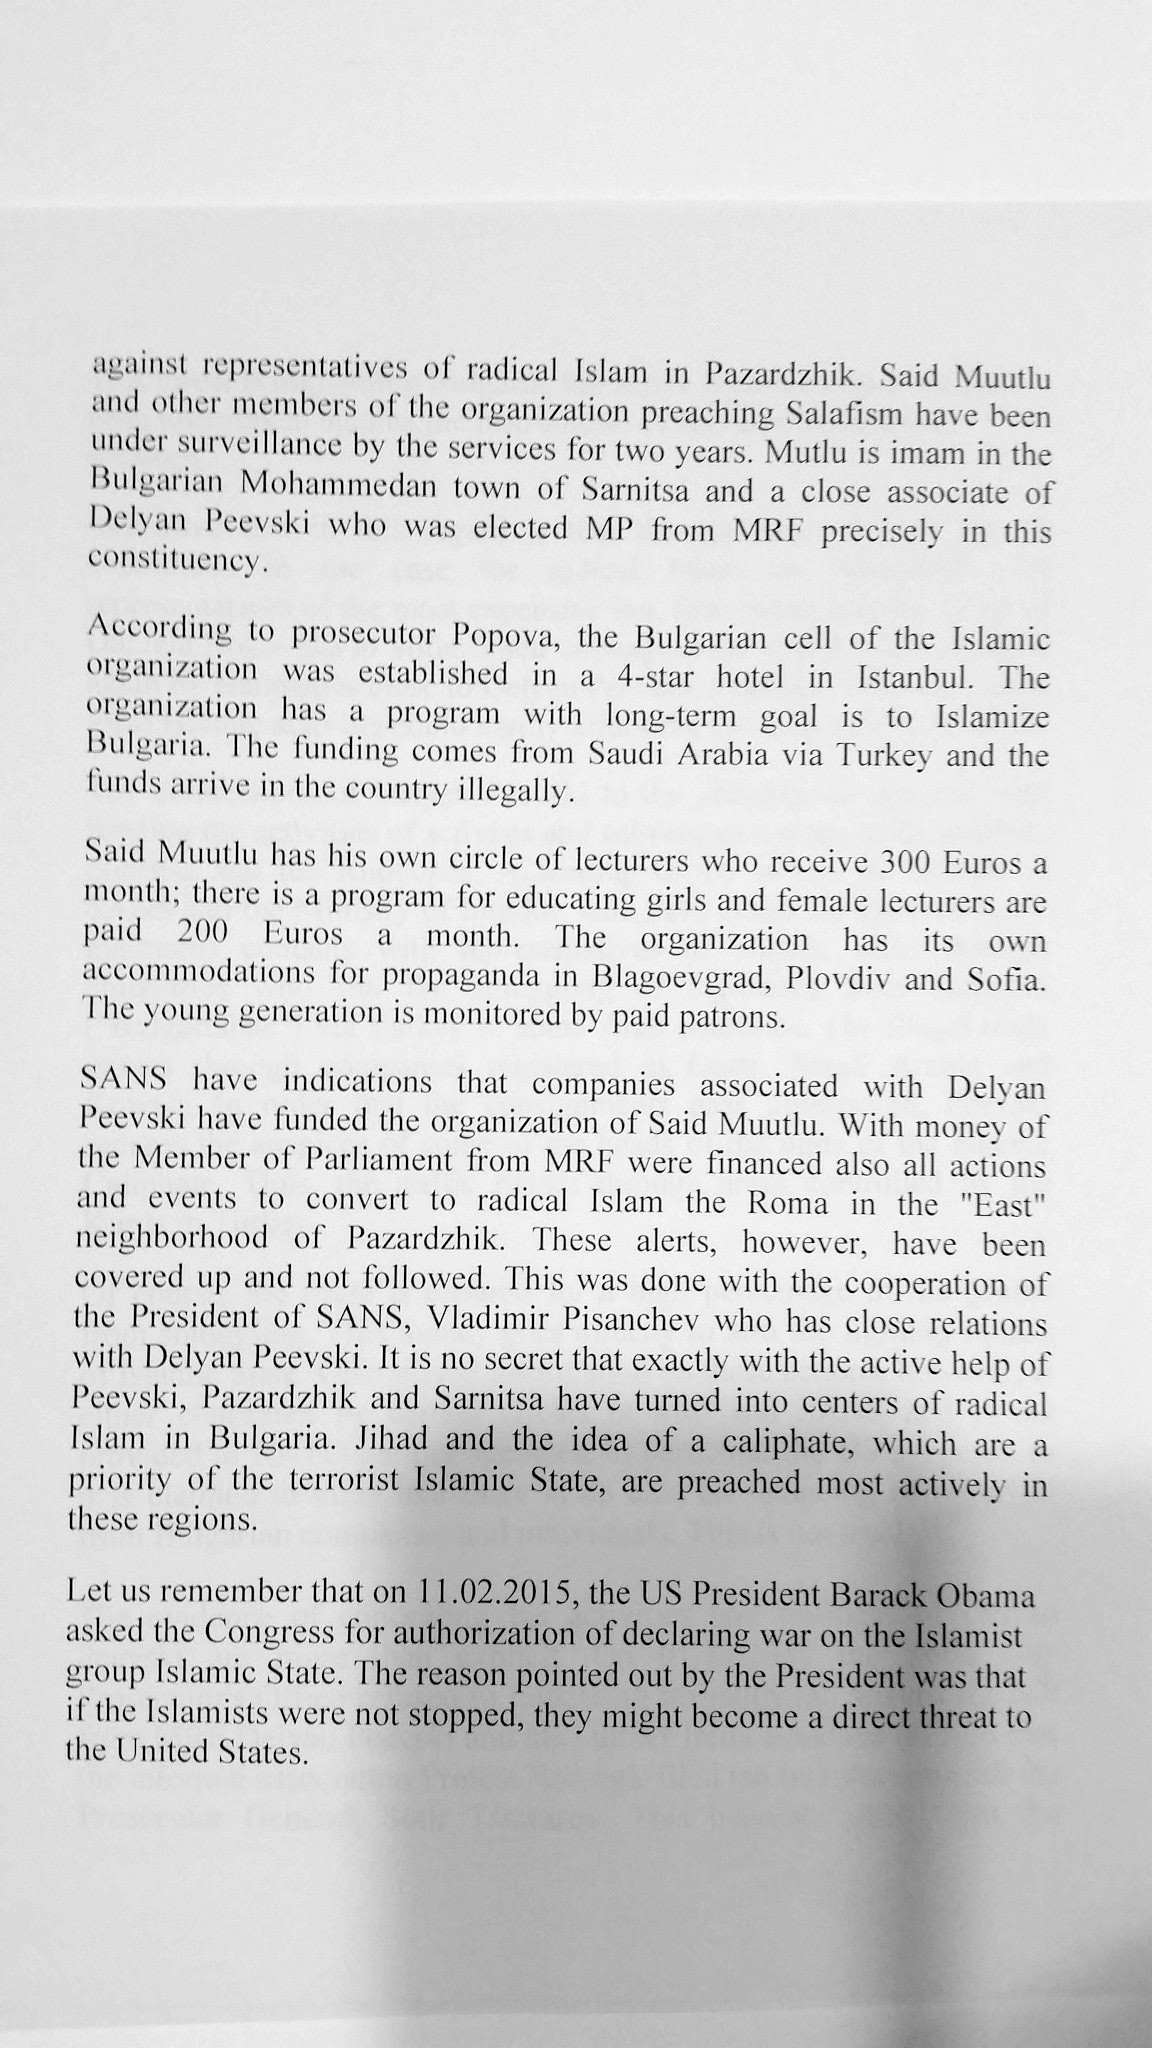 against representatives of radical Islam in Pazardzhik. Said Muutlu
and other members of the organization preaching Salafism have been
under surveillance by the services for two years. Mutlu is imam in the
Bulgarian Mohammedan town of Sarnitsa and a close associate of
Delyan Peevski who was elected MP from MRF precisely in this
constituency.
According to prosecutor Popova, the Bulgarian cell of the Islamic
organization was established in a 4-star hotel in Istanbul. The
organization has a program with long-term goal is to Islamize
Bulgaria. The funding comes from Saudi Arabia via Turkey and the
funds arrive in the country illegally.
Said Muutlu has his own circle of lecturers who receive 300 Euros a
month; there is a program for educating girls and female lecturers are
paid 200 Euros a month. The organization has its own
accommodations for propaganda in Blagoevgrad, Plovdiv and Sofia.
The young generation is monitored by paid patrons.
SANS have indications that companies associated with Delyan
Peevski have funded the organization of Said Muutlu. With money of
the Member of Parliament from MRF were financed also all actions
and events to convert to radical Islam the Roma in the "East"
neighborhood of Pazardzhik. These alerts, however, have been
covered up and not followed. This was done with the cooperation of
the President of SANS, Vladimir Pisanchev who has close relations
with Delyan Peevski. It is no secret that exactly with the active help of
Peevski, Pazardzhik and Sarnitsa have turned into centers of radical
Islam in Bulgaria. Jihad and the idea of a caliphate, which are a
priority of the terrorist Islamic State, are preached most actively in
these regions.
Let us remember that on 11.02.2015, the US President Barack Obama
asked the Congress for authorization of declaring war on the Islamist
group Islamic State. The reason pointed out by the President was that
if the Islamists were not stopped, they might become a direct threat to
the United States.